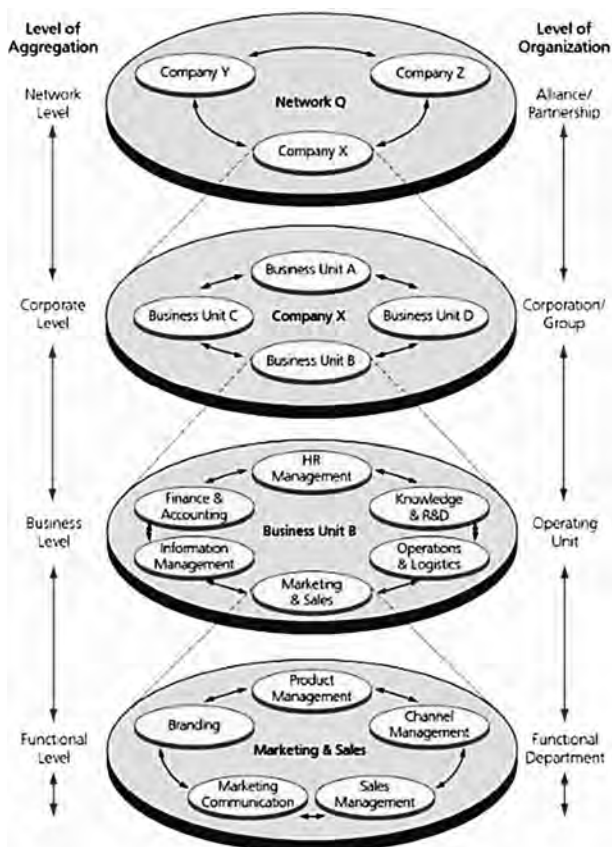 Level of
Aggregation
Level of
Organization
Network
Level
Company Y
Company Z
Alliance/
Partnership
Network Q
Company X
Business Unit A
Corporate
Level
Business Unit C
Company X
Business Unit D
Corporation/
Group
Business Unit B
HR
Management
Finance &
Accounting
Knowledge
& R&D
Business
Level
Business Unit B
Operating
Unit
Information
Management
Operations
& Logistics
Marketing
& Sales
Product
Management
Branding
Channel
Management
Functional
Level
Marketing & Sales
Functional
Department
Marketing
Communication
Sales
Management